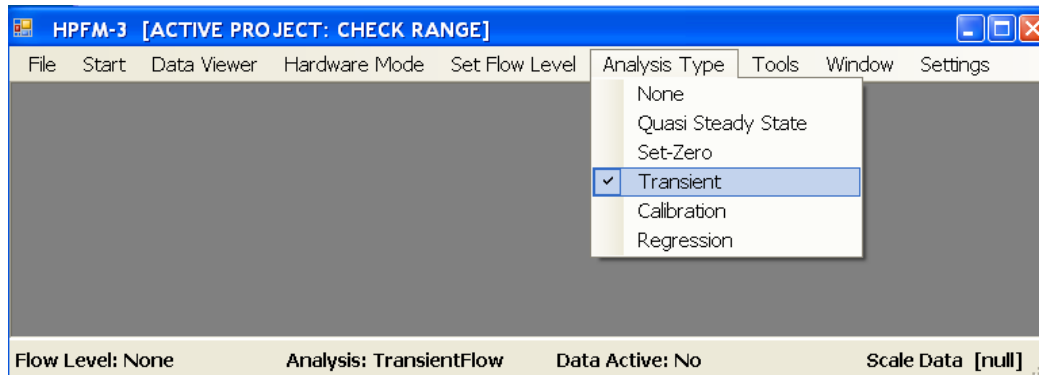 HPFM-3 [ACTIVE PROJECT: CHECK RANGE]
File Start Data Viewer Hardware Mode Set Flow Level Analysis Type Tools Window Settings
None
Quasi Steady State
Set-Zero
Transient
Calibration
Regression
Flow Level: None Analysis: TransientFlow Data Active: No Scale Data [null]